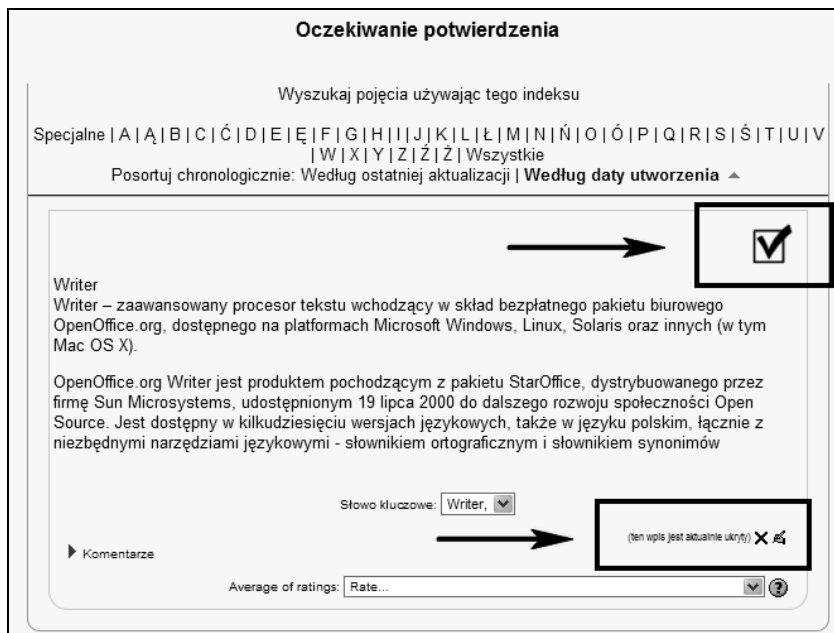 Oczekiwanie potwierdzenia
Wyszukaj pojęcia używając tego indeksu
Specjalne | A | Ą | B | C | Ć | D | E | Ę | F | G | H | I | J | K | L | Ł | M | N | Ń | O | Ó | P | Q | R | S | Ś | T | U | V
| W | X | Y | Z | Ź | Ż | Wszystkie
Posortuj chronologicznie: Według ostatniej aktualizacji | Według daty utworzenia
Writer
Writer – zaawansowany procesor tekstu wchodzący w skład bezpłatnego pakietu biurowego
OpenOffice.org, dostępnego na platformach Microsoft Windows, Linux, Solaris oraz innych (w tym
Mac OS X).
OpenOffice.org Writer jest produktem pochodzącym z pakietu StarOffice, dystrybuowanego przez
firmę Sun Microsystems, udostępnionym 19 lipca 2000 do dalszego rozwoju społeczności Open
Source. Jest dostępny w kilkudziesięciu wersjach językowych, także w języku polskim, łącznie z
niezbędnymi narzędziami językowymi - słownikiem ortograficznym i słownikiem synonimów
Słowo kluczowe: Writer,
(ten wpis jest aktualnie ukryty)
Komentarze
Average of ratings: Rate...